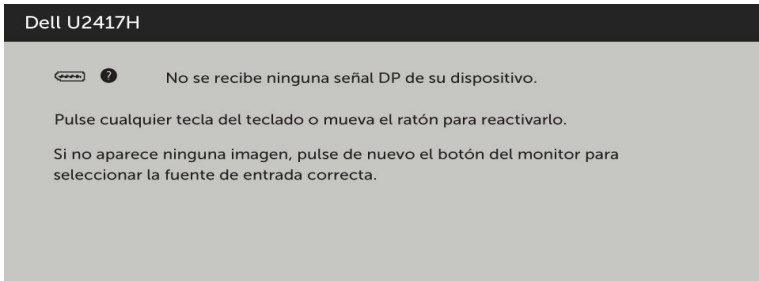 Dell U2417H
? No se recibe ninguna señal DP de su dispositivo.
Pulse cualquier tecla del teclado o mueva el ratón para reactivarlo.
Si no aparece ninguna imagen, pulse de nuevo el botón del monitor para
seleccionar la fuente de entrada correcta.